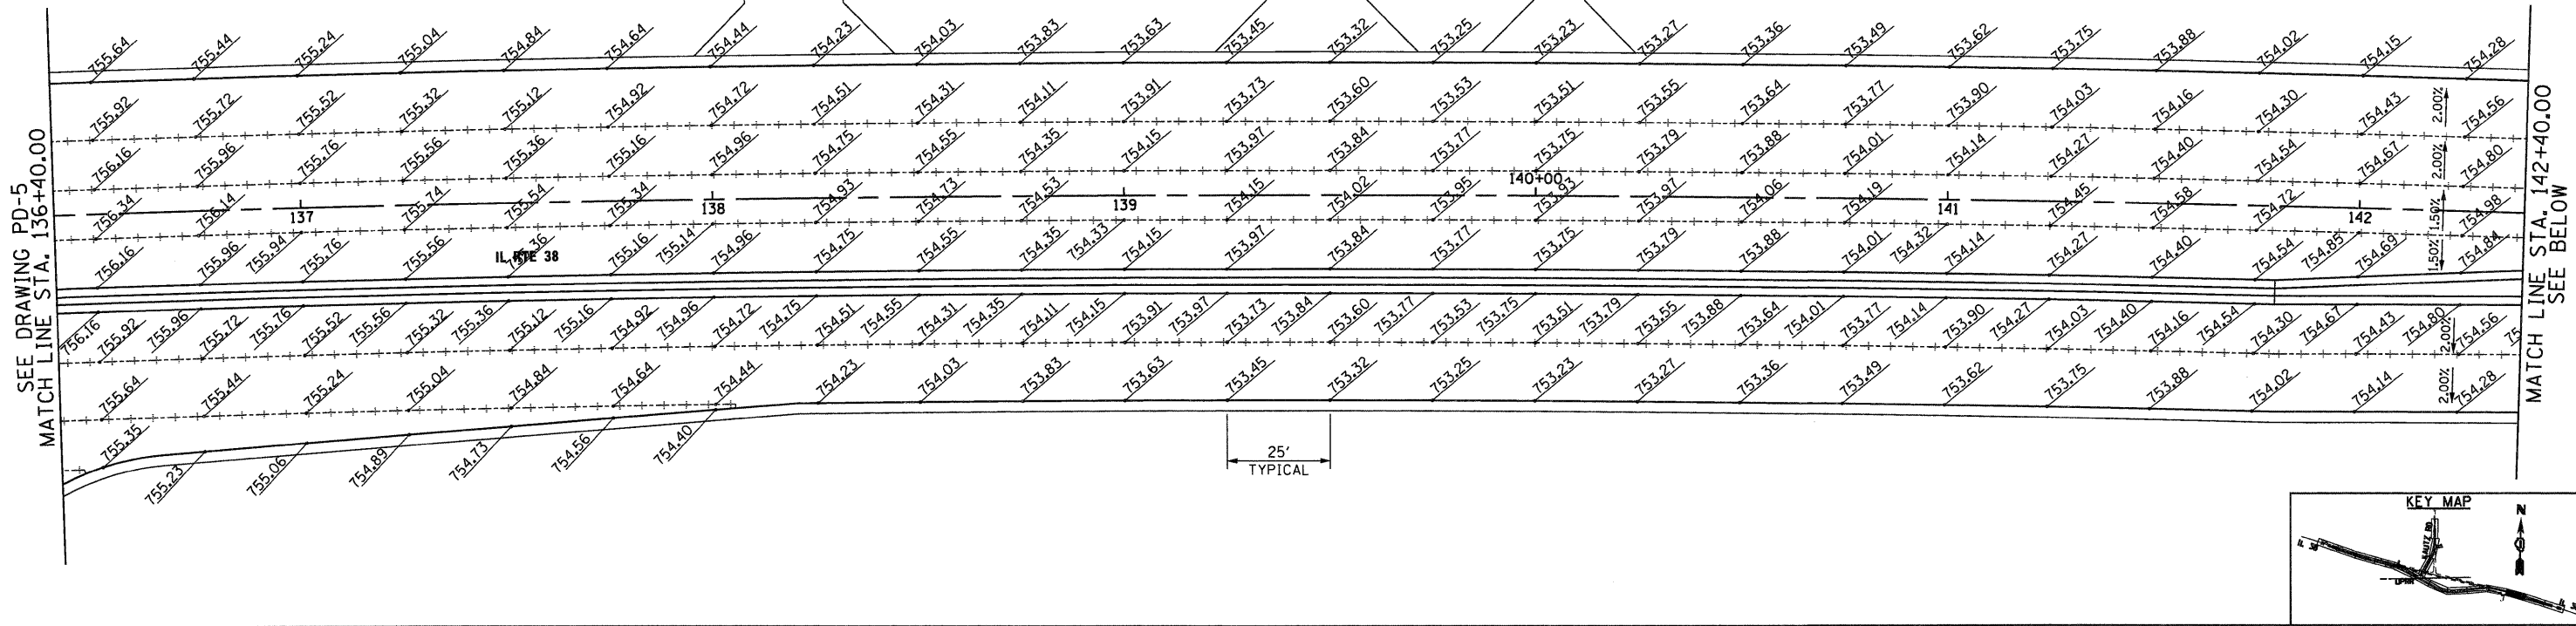 755.64 755.44 755.24 755.04 754.84 754.64 754.44 754.23 754.03 753.83 753.63 753.45 753.32 753.25 753.23 753.27 753.36 753.49 753.62 753.75 753.88 754.02 754.15 754.28
755.92 755.72 755.52 755.32 755.12 754.92 754.72 754.51 754.31 754.11 753.91 753.73 753.60 753.53 753.51 753.55 753.64 753.77 753.90 754.03 754.16 754.30 754.43 2.00% 754.56
756.16 755.96 755.76 755.56 755.36 755.16 754.96 754.75 754.55 754.35 754.15 753.97 753.84 753.77 753.75 753.79 753.88 754.01 754.14 754.27 754.40 754.54 754.67 2.00% 754.80
756.34 756.14 755.74 755.54 755.34 754.93 754.73 754.53 754.15 754.02 753.95 753.93 753.97 754.06 754.19 754.45 754.58 754.72 1.50% 754.98
137 138 139 140+00 141 142
756.16 755.96 755.94 755.76 755.56 755.36 755.16 755.14 754.96 754.75 754.55 754.35 754.33 754.15 753.97 753.84 753.77 753.75 753.79 753.88 754.01 754.32 754.14 754.27 754.40 754.54 754.85 754.69 1.50% 754.84
IL RTE 38
756.16 755.92 755.96 755.72 755.76 755.52 755.56 755.32 755.36 755.12 755.16 754.92 754.96 754.72 754.75 754.51 754.55 754.31 754.35 754.11 754.15 753.91 753.97 753.73 753.84 753.60 753.77 753.53 753.75 753.51 753.79 753.55 753.88 753.64 754.01 753.77 754.14 753.90 754.27 754.03 754.40 754.16 754.54 754.30 754.67 754.43 754.80 2.00% 754.56
755.64 755.44 755.24 755.04 754.84 754.64 754.44 754.23 754.03 753.83 753.63 753.45 753.32 753.25 753.23 753.27 753.36 753.49 753.62 753.75 753.88 754.02 754.14 2.00% 754.28
755.35 755.23 755.06 754.89 754.73 754.56 754.40
25'
TYPICAL
SEE DRAWING PD-5
MATCH LINE STA. 136+40.00
MATCH LINE STA. 142+40.00
SEE BELOW
KEY MAP
N
KAUTZ RD
UPRR